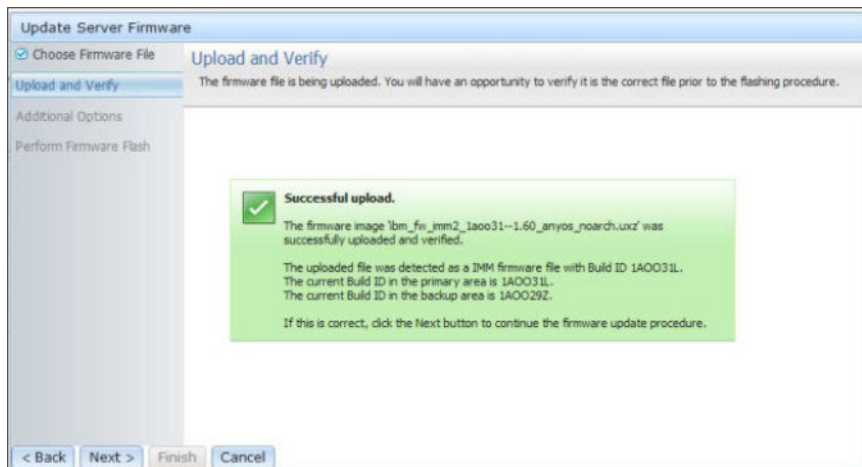 Update Server Firmware
Choose Firmware File
Upload and Verify
Additional Options
Perform Firmware Flash
Upload and Verify
The firmware file is being uploaded. You will have an opportunity to verify it is the correct file prior to the flashing procedure.
Successful upload.
The firmware image 'ibm_fw_imm2_1aoo31--1.60_anyos_noarch.uxz' was
successfully uploaded and verified.
The uploaded file was detected as a IMM firmware file with Build ID 1AOO31L.
The current Build ID in the primary area is 1AOO31L.
The current Build ID in the backup area is 1AOO29Z.
If this is correct, click the Next button to continue the firmware update procedure.
< Back Next > Finish Cancel